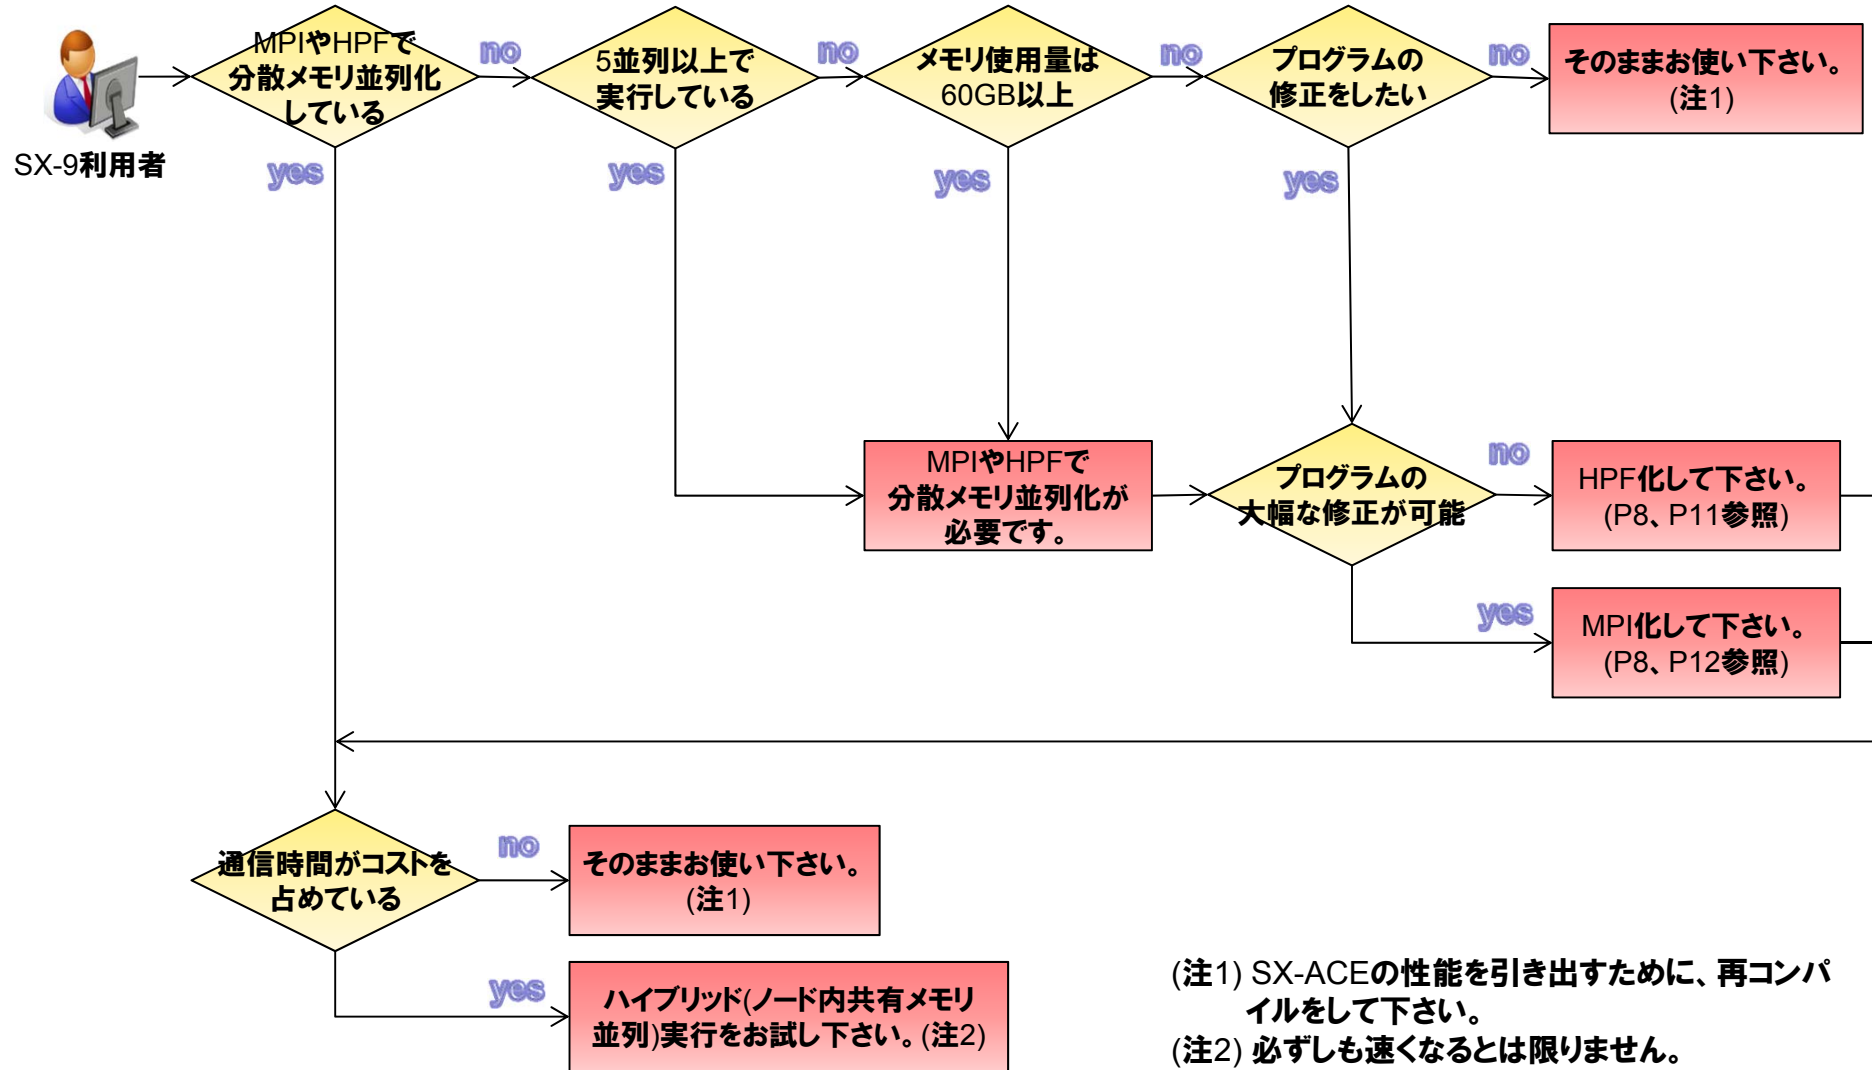 SX-9利用者
MPIやHPFで
分散メモリ並列化
している
no
yes
5並列以上で
実行している
no
yes
メモリ使用量は
60GB以上
no
yes
プログラムの
修正をしたい
no
yes
そのままお使い下さい。
(注1)
MPIやHPFで
分散メモリ並列化が
必要です。
プログラムの
大幅な修正が可能
no
HPF化して下さい。
(P8、P11参照)
yes
MPI化して下さい。
(P8、P12参照)
通信時間がコストを
占めている
no
そのままお使い下さい。
(注1)
yes
ハイブリッド(ノード内共有メモリ
並列)実行をお試し下さい。(注2)
(注1) SX-ACEの性能を引き出すために、再コンパ
イルをして下さい。
(注2) 必ずしも速くなるとは限りません。